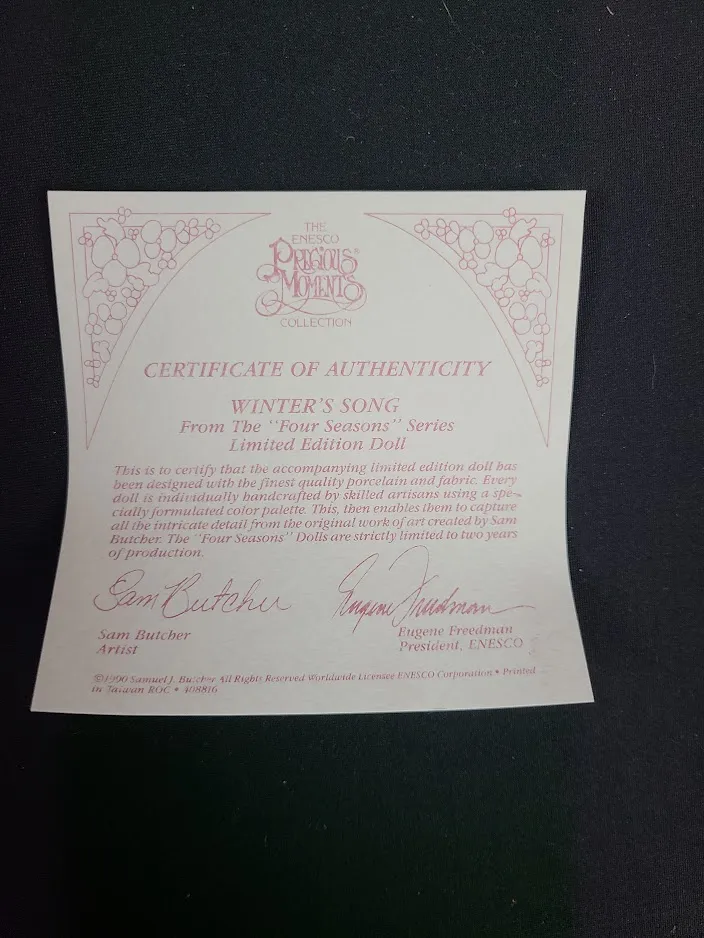 THE
ENESCO
PRECIOUS
MOMENTS®
COLLECTION
CERTIFICATE OF AUTHENTICITY
WINTER'S SONG
From The "Four Seasons" Series
Limited Edition Doll
This is to certify that the accompanying limited edition doll has
been designed with the finest quality porcelain and fabric. Every
doll is individually handcrafted by skilled artisans using a spe-
cially formulated color palette. This, then enables them to capture
all the intricate detail from the original work of art created by Sam
Butcher. The "Four Seasons" Dolls are strictly limited to two years
of production.
Sam Butcher Eugene Freedman
Sam Butcher Eugene Freedman
Artist President, ENESCO
©1990 Samuel J. Butcher All Rights Reserved Worldwide Licensee ENESCO Corporation • Printed
in Taiwan ROC • 408816